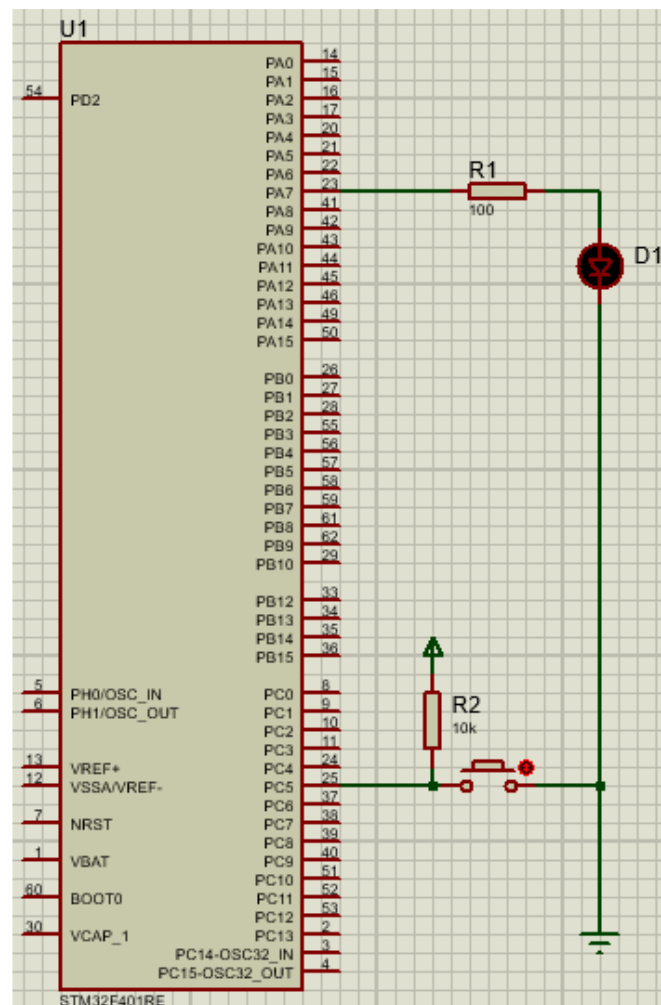 U1
PA0 14
PA1 15
54 PD2 PA2 16
PA3 17
PA4 20
PA5 21
PA6 22
PA7 23
PA8 41
PA9 42
PA10 43
PA11 44
PA12 45
PA13 46
PA14 49
PA15 50
R1
100
D1
PB0 26
PB1 27
PB2 28
PB3 55
PB4 56
PB5 57
PB6 58
PB7 59
PB8 61
PB9 62
PB10 29
PB12 33
PB13 34
PB14 35
PB15 36
5 PH0/OSC_IN PC0 8
6 PH1/OSC_OUT PC1 9
PC2 10
PC3 11
13 VREF+ PC4 24
12 VSSA/VREF- PC5 25
PC6 37
7 NRST PC7 38
PC8 39
1 VBAT PC9 40
PC10 51
60 BOOT0 PC11 52
PC12 53
30 VCAP_1 PC13 2
PC14-OSC32_IN 3
PC15-OSC32_OUT 4
R2
10k
STM32F401RE